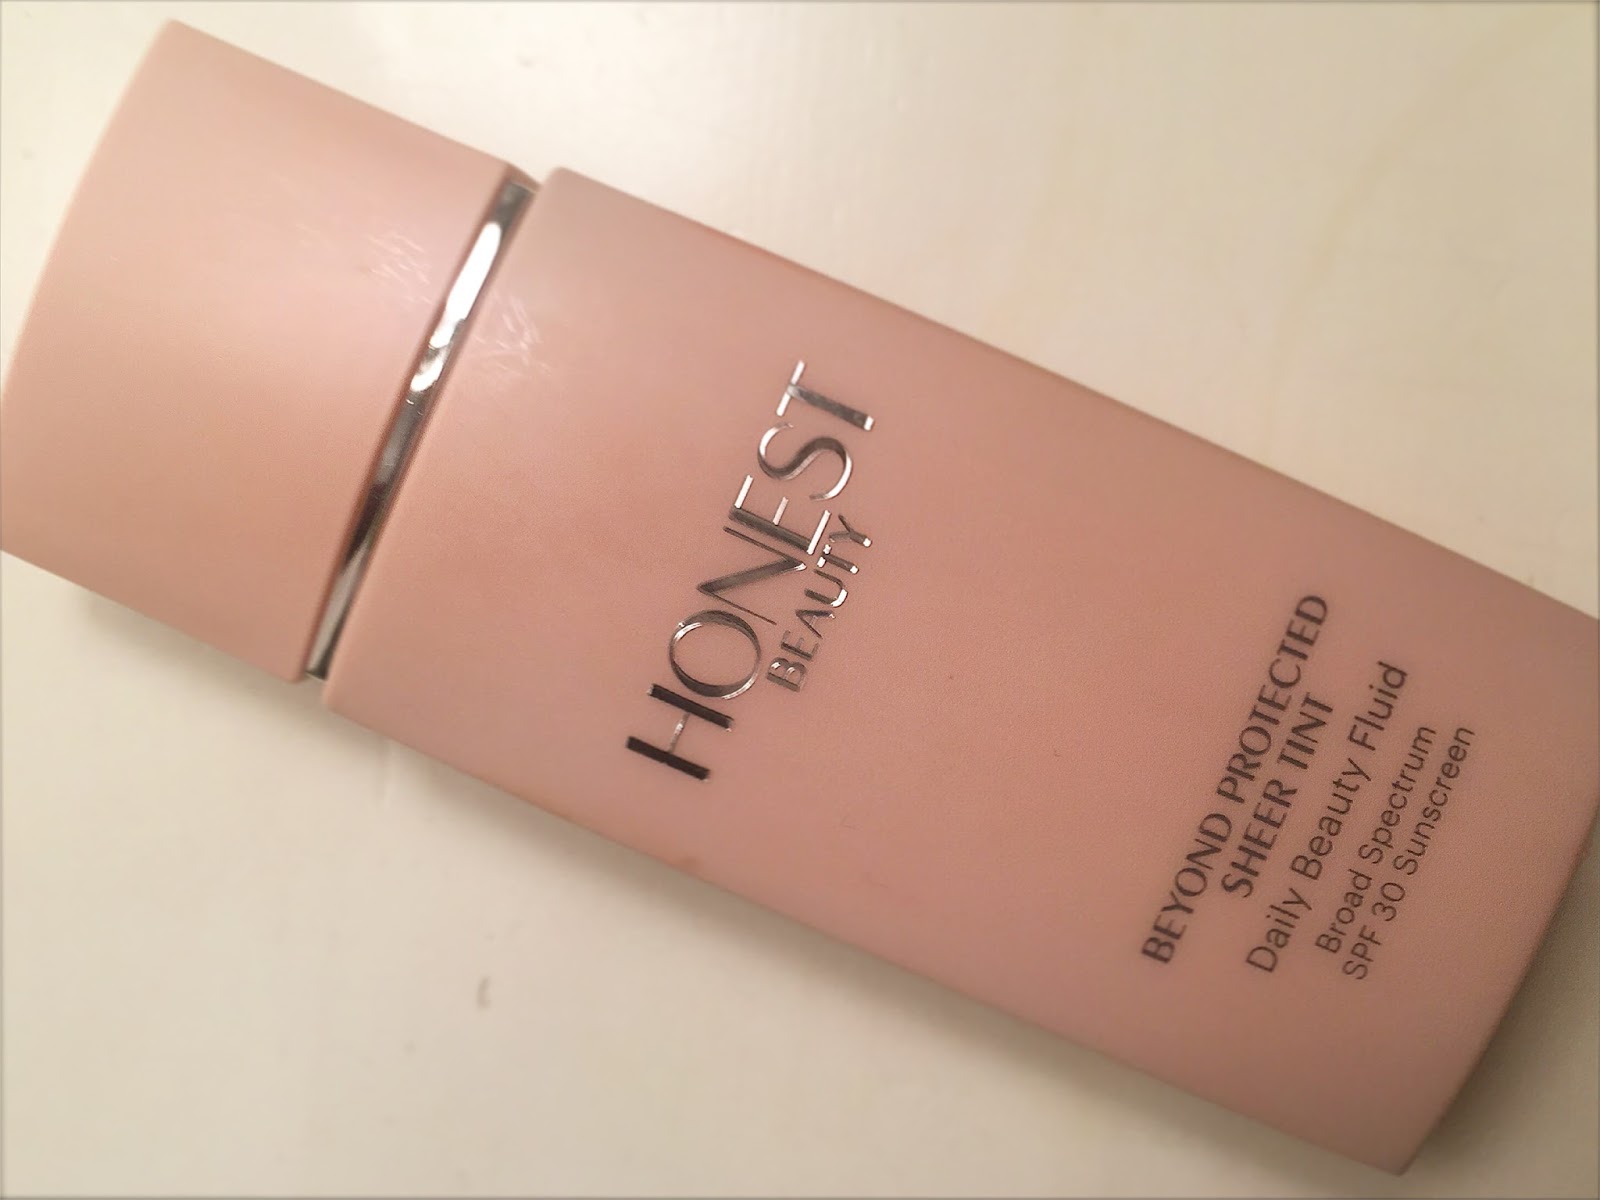 HONEST
BEAUTY
BEYOND PROTECTED
SHEER TINT
Daily Beauty Fluid
Broad Spectrum
SPF 30 Sunscreen